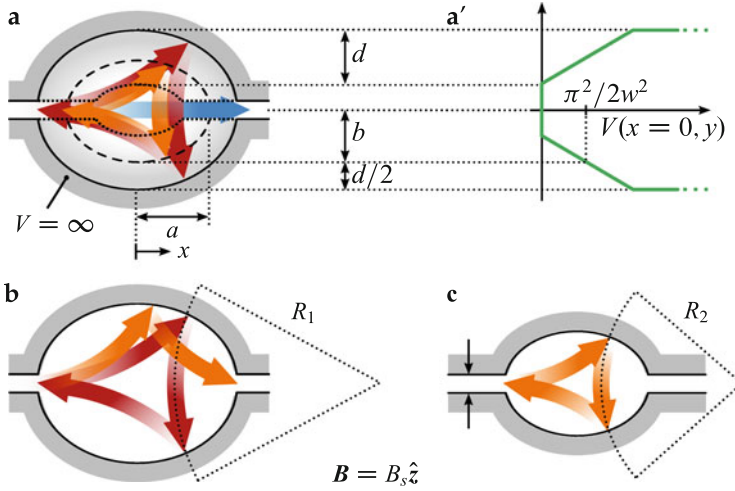 a
a′
d
π²/2w²
b
V(x = 0, y)
d/2
V = ∞
a
x
b
R₁
c
R₂
B = Bₛẑ